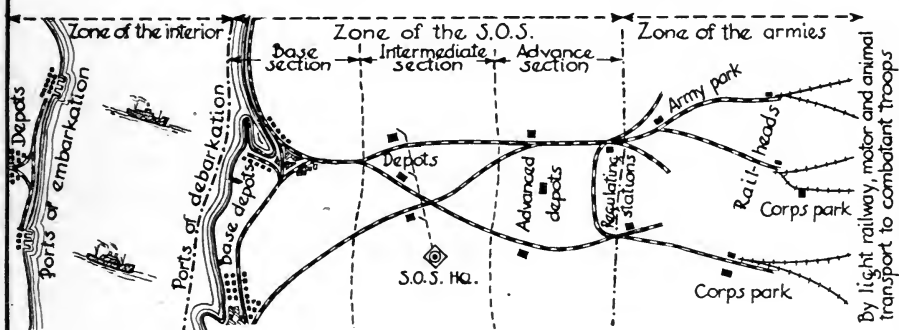 Zone of the interior
Zone of the S.O.S.
Zone of the armies
Base
section
Intermediate
section
Advance
section
Depots
Ports of embarkation
Ports of debarkation
Base depots
Depots
S.O.S. Hq.
Advanced
depots
Regulating
stations
Army park
Rail-heads
Corps park
Corps park
By light railway, motor and animal
transport to combatant troops